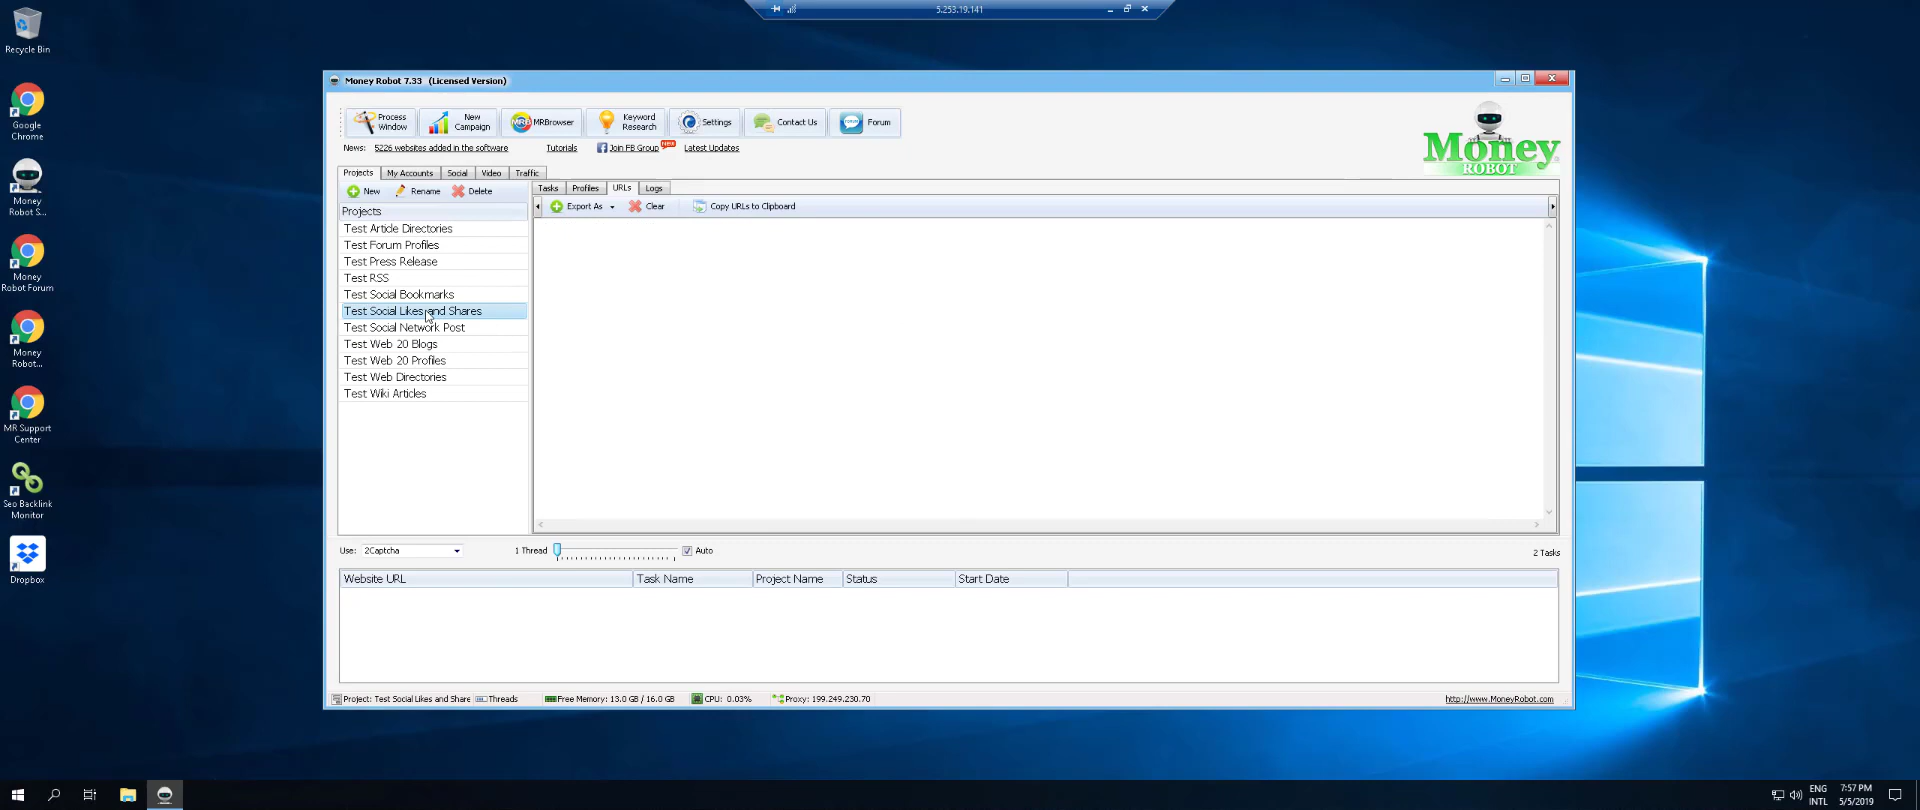 5.253.19.141
Recycle Bin
Google
Chrome
Money
Robot S...
Money
Robot Forum
Money
Robot...
MR Support
Center
Seo Backlink
Monitor
Dropbox
Money Robot 7.33 (Licensed Version)
Process
Window
New
Campaign
MRB
MRBrowser
Keyword
Research
Settings
Contact Us
FORUM
Forum
Money
ROBOT
News: 5226 websites added in the software Tutorials Join FB Group NEW Latest Updates
Projects My Accounts Social Video Traffic
New Rename Delete
Projects
Test Article Directories
Test Forum Profiles
Test Press Release
Test RSS
Test Social Bookmarks
Test Social Likes and Shares
Test Social Network Post
Test Web 20 Blogs
Test Web 20 Profiles
Test Web Directories
Test Wiki Articles
Tasks Profiles URLs Logs
Export As Clear Copy URLs to Clipboard
Use: 2Captcha 1 Thread Auto 2 Tasks
Website URL Task Name Project Name Status Start Date
Project: Test Social Likes and Share Threads Free Memory: 13.0 GB / 16.0 GB CPU: 0.03% Proxy: 199.249.230.70 http://www.MoneyRobot.com
ENG
INTL
7:57 PM
5/5/2019